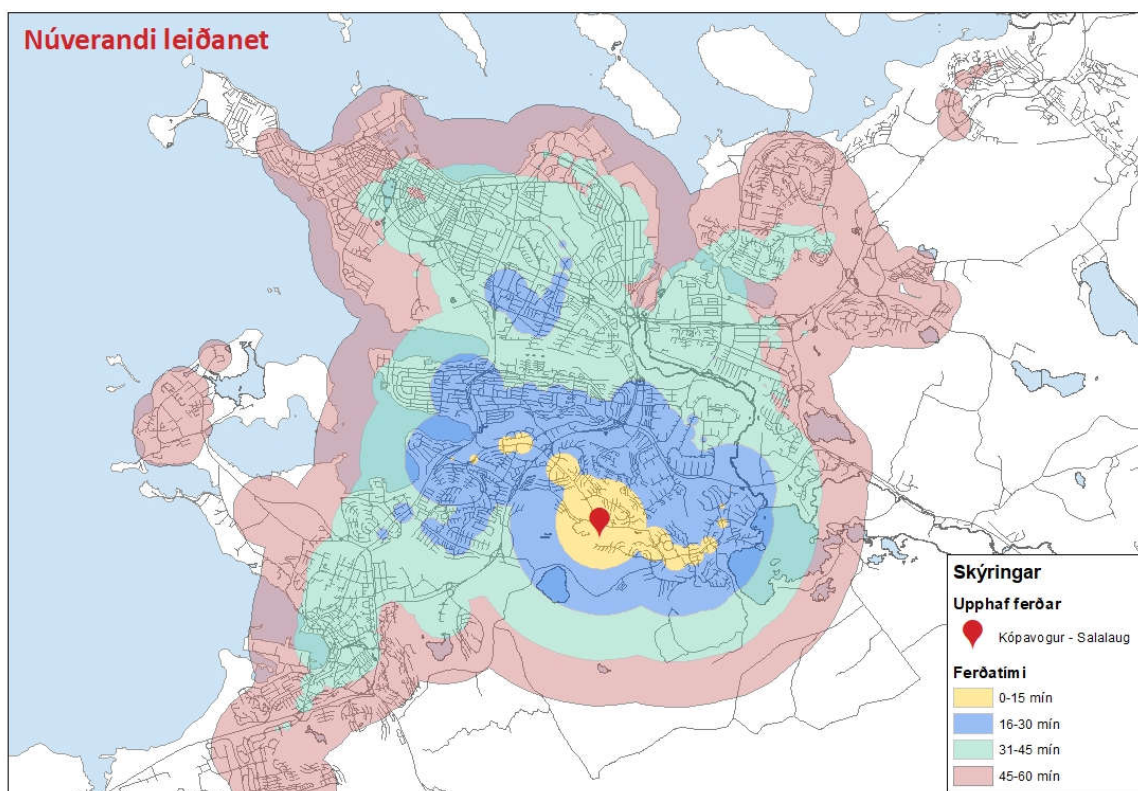 Núverandi leiðanet
Skýringar
Upphaf ferðar
Kópavogur - Salalaug
Ferðatími
0-15 mín
16-30 mín
31-45 mín
45-60 mín